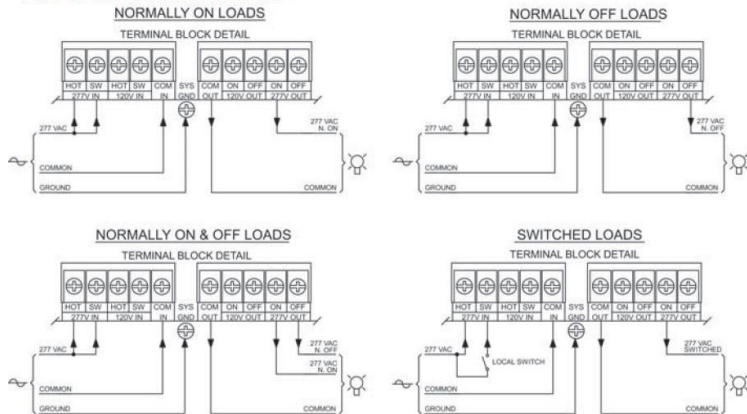 NORMALLY ON LOADS
TERMINAL BLOCK DETAIL
HOT SW HOT SW COM SYS COM ON OFF ON OFF
277V IN 120V IN IN GND OUT 120V OUT 277V OUT
277 VAC
277 VAC
N. ON
COMMON
GROUND
COMMON
NORMALLY OFF LOADS
TERMINAL BLOCK DETAIL
HOT SW HOT SW COM SYS COM ON OFF ON OFF
277V IN 120V IN IN GND OUT 120V OUT 277V OUT
277 VAC
277 VAC
N. OFF
COMMON
GROUND
COMMON
NORMALLY ON & OFF LOADS
TERMINAL BLOCK DETAIL
HOT SW HOT SW COM SYS COM ON OFF ON OFF
277V IN 120V IN IN GND OUT 120V OUT 277V OUT
277 VAC
277 VAC
N. OFF
277 VAC
N. ON
COMMON
GROUND
COMMON
SWITCHED LOADS
TERMINAL BLOCK DETAIL
HOT SW HOT SW COM SYS COM ON OFF ON OFF
277V IN 120V IN IN GND OUT 120V OUT 277V OUT
277 VAC
LOCAL SWITCH
277 VAC
SWITCHED
COMMON
GROUND
COMMON